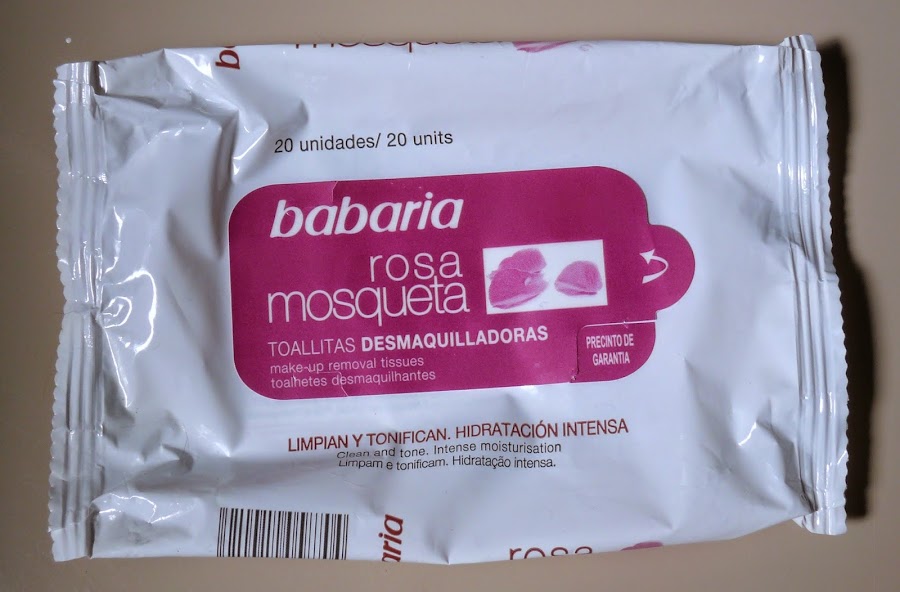 mosqueta
20 unidades/ 20 units
babaria
rosa
mosqueta
TOALLITAS DESMAQUILLADORAS
make-up removal tissues
toalhetes desmaquilhantes
PRECINTO DE
GARANTIA
LIMPIAN Y TONIFICAN. HIDRATACIÓN INTENSA
Clean and tone. Intense moisturisation
Limpam e tonificam. Hidratação intensa.
aria
rosa